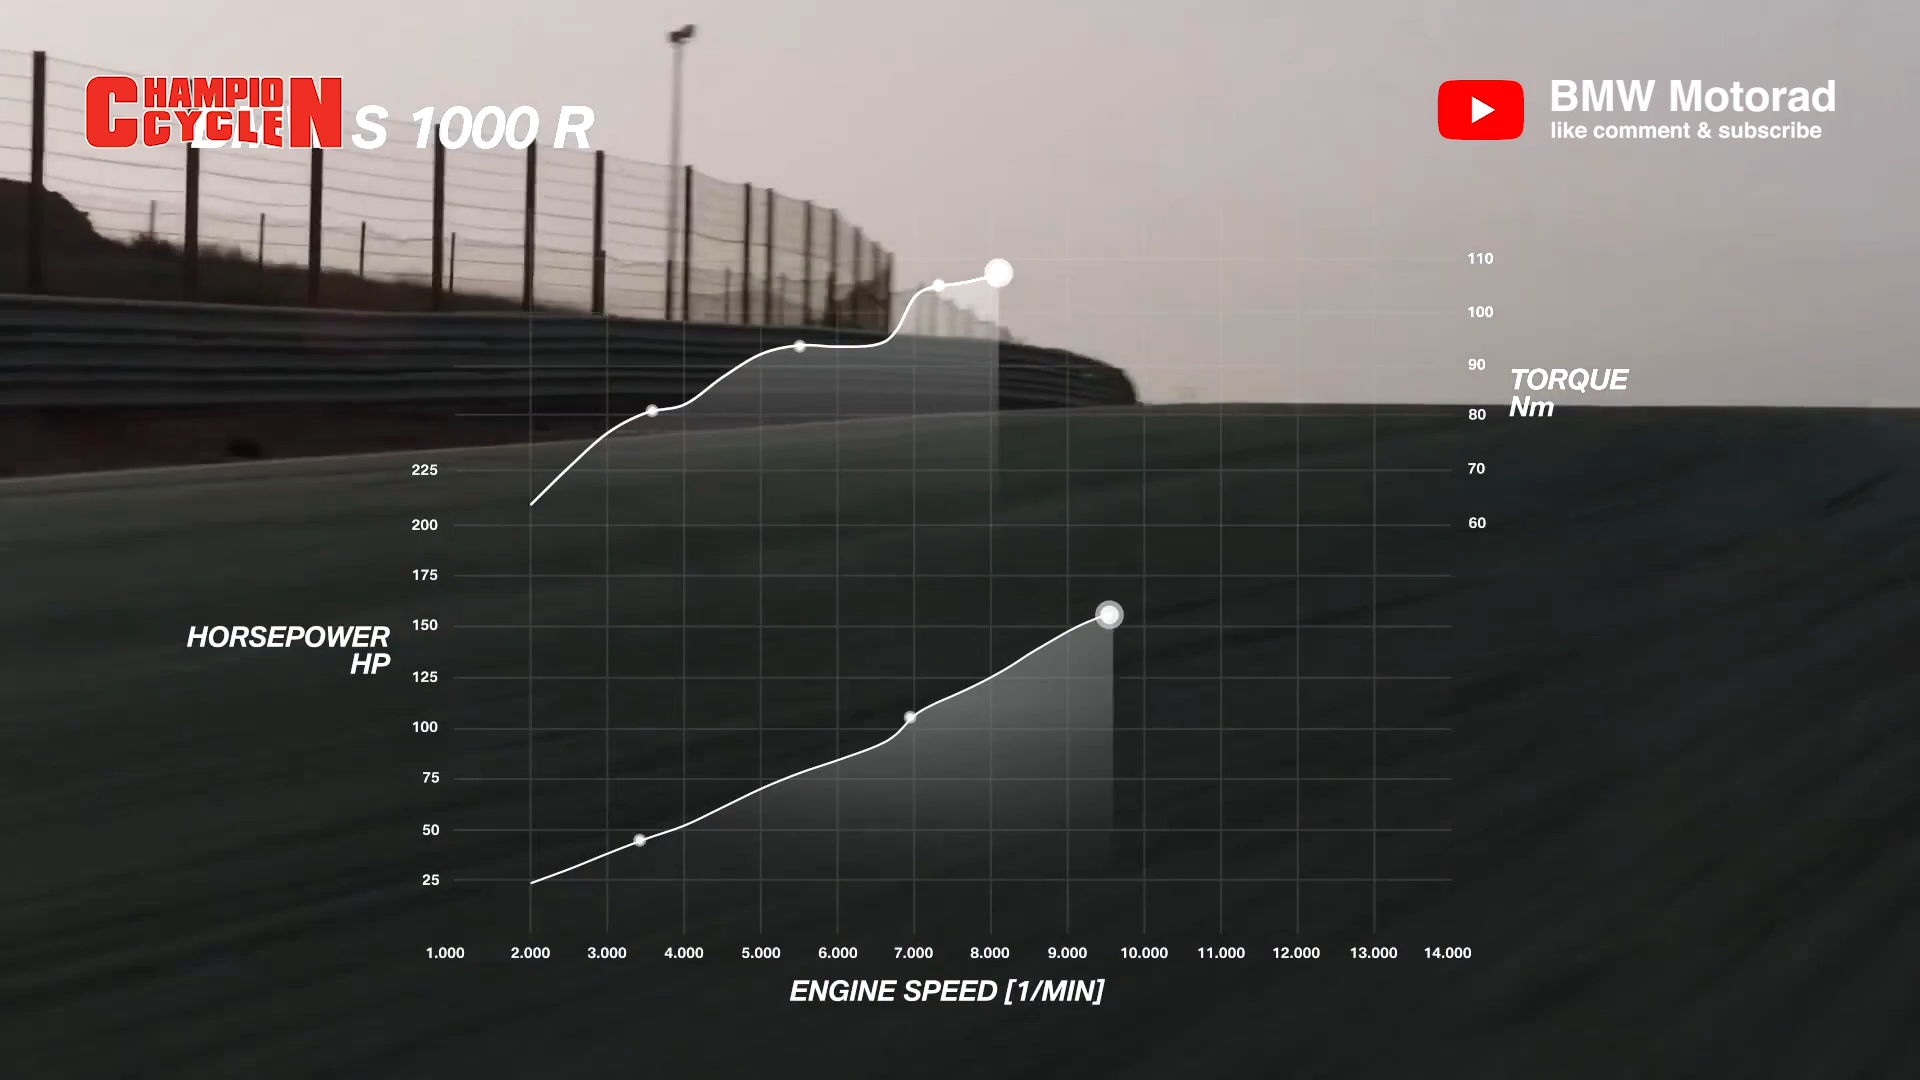 CHAMPION
CYCLE
S 1000 R
BMW Motorad
like comment & subscribe
110
100
90
80
70
60
TORQUE
Nm
225
200
175
150
125
100
75
50
25
HORSEPOWER
HP
1.000 2.000 3.000 4.000 5.000 6.000 7.000 8.000 9.000 10.000 11.000 12.000 13.000 14.000
ENGINE SPEED [1/MIN]